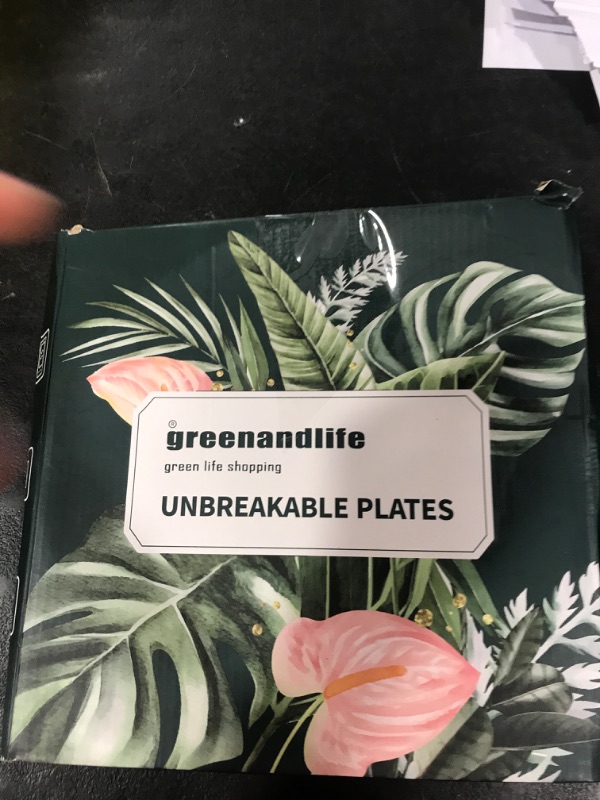 ®
greenandlife
green life shopping
UNBREAKABLE PLATES